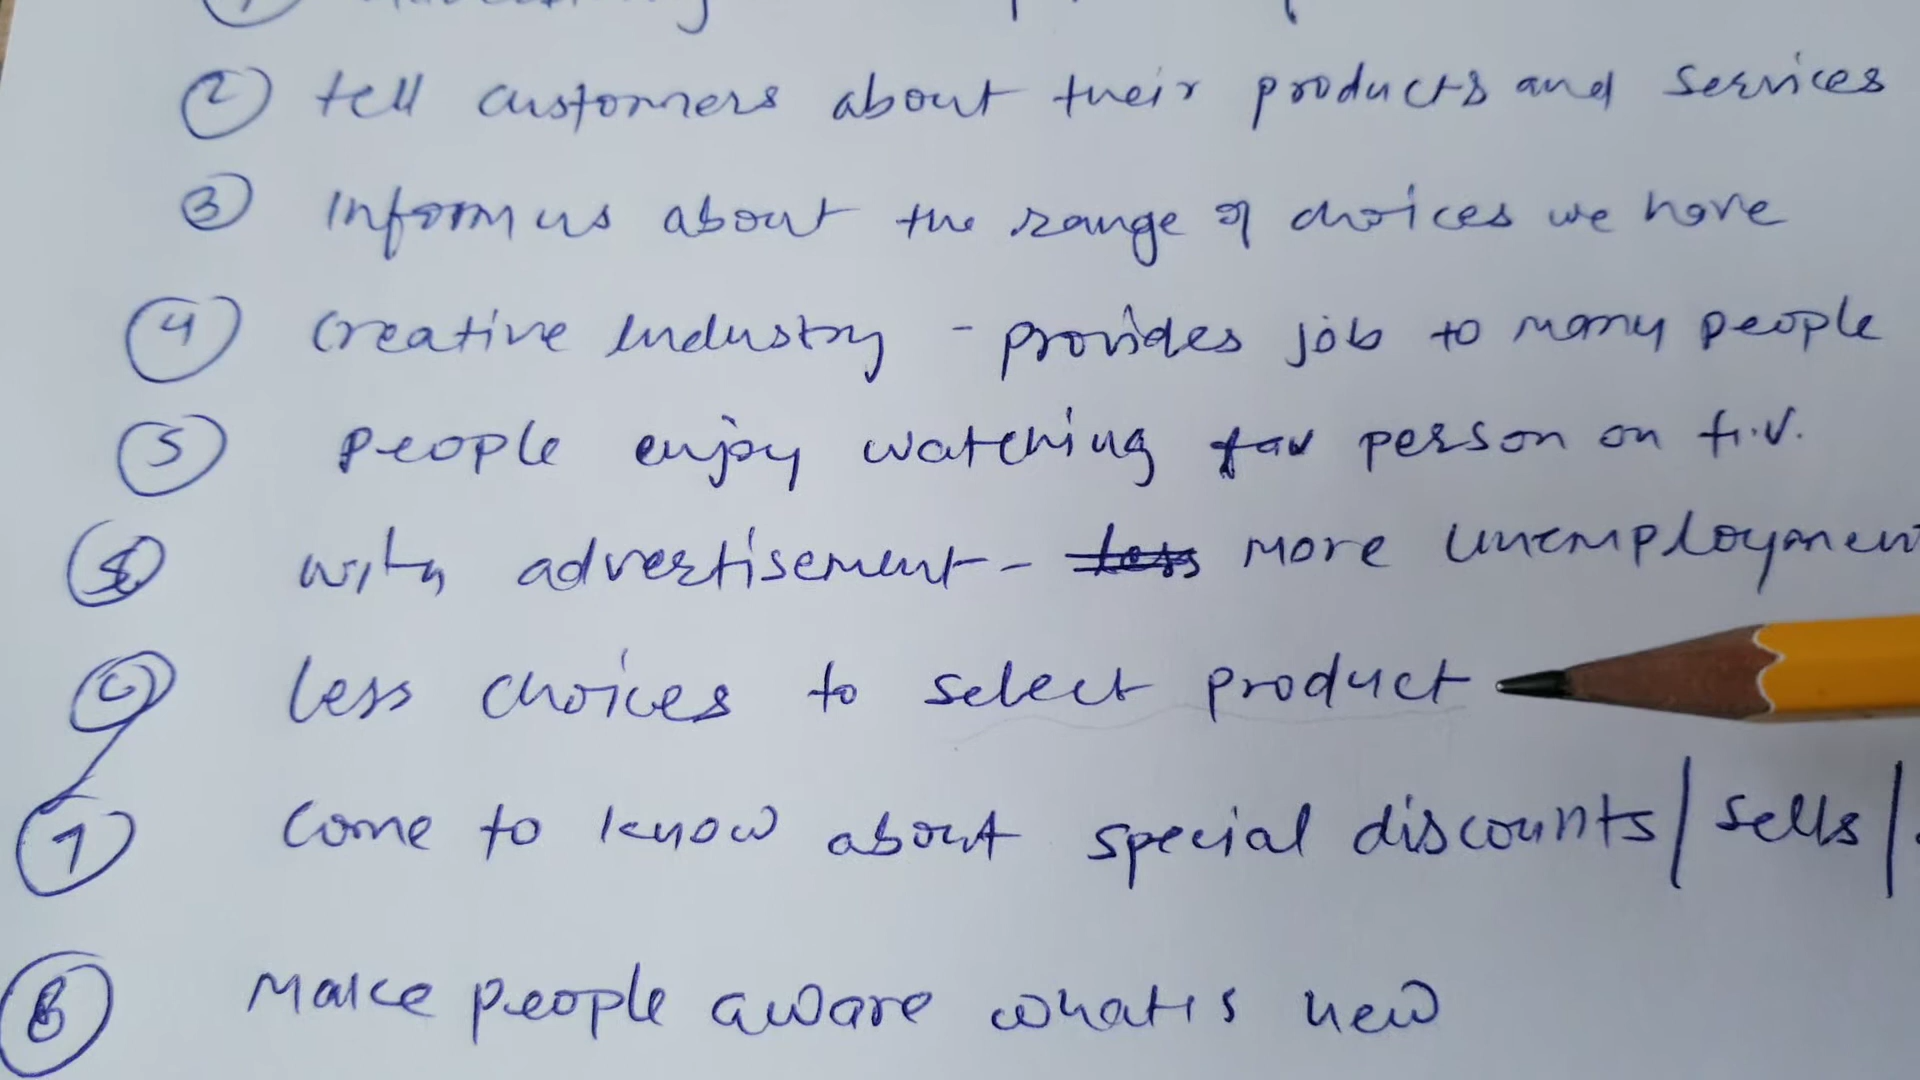 ② tell customers about their products and services
③ Inform us about the range of choices we have
④ Creative Industry - provides job to many people
⑤ People enjoy watching fav person on t.v.
with advertisement - less more unemployment
⑥ less choices to select product
⑦ Come to know about special discounts/sells/
⑧ Make people aware what is new